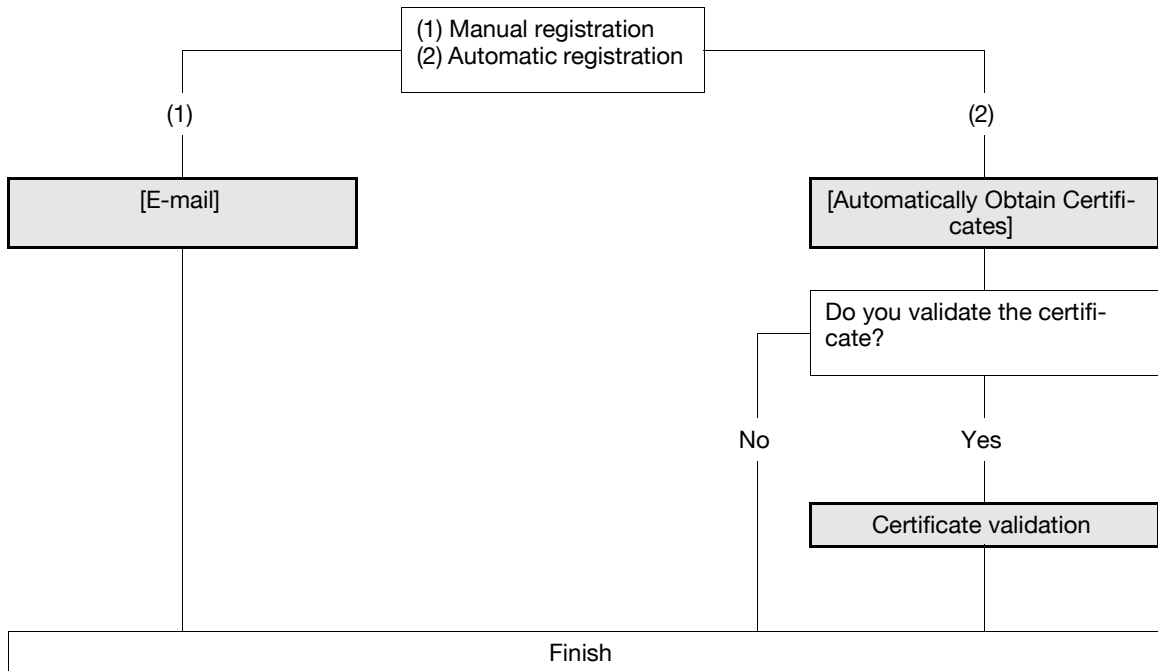 (1) Manual registration
(2) Automatic registration
(1)
(2)
[E-mail]
[Automatically Obtain Certifi-
cates]
Do you validate the certifi-
cate?
No
Yes
Certificate validation
Finish